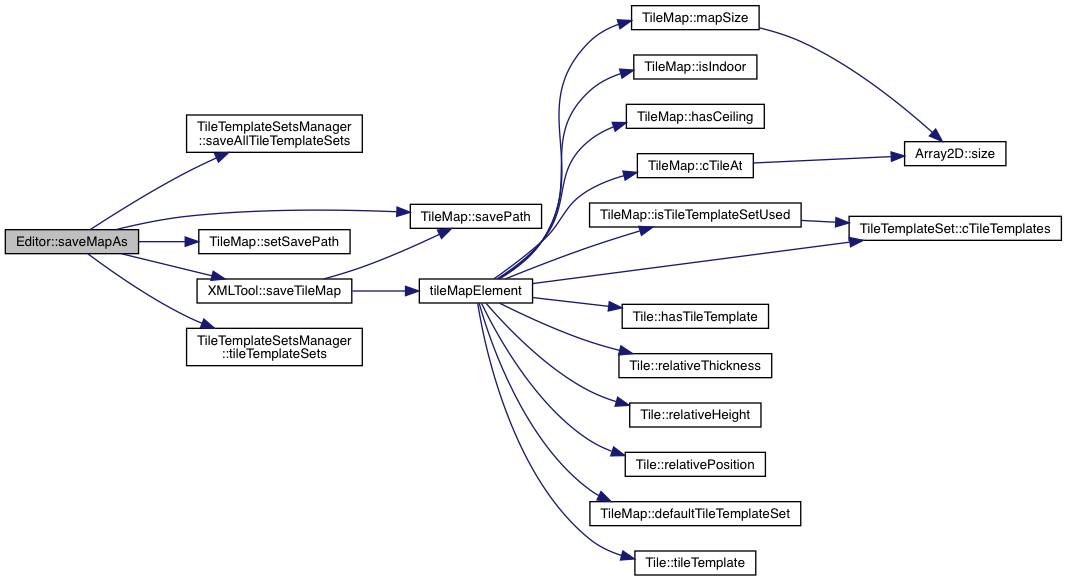 Editor::saveMapAs
TileTemplateSetsManager
::saveAllTileTemplateSets
TileMap::setSavePath
XMLTool::saveTileMap
TileTemplateSetsManager
::tileTemplateSets
TileMap::savePath
tileMapElement
TileMap::mapSize
TileMap::isIndoor
TileMap::hasCeiling
TileMap::cTileAt
TileMap::isTileTemplateSetUsed
Tile::hasTileTemplate
Tile::relativeThickness
Tile::relativeHeight
Tile::relativePosition
TileMap::defaultTileTemplateSet
Tile::tileTemplate
Array2D::size
TileTemplateSet::cTileTemplates